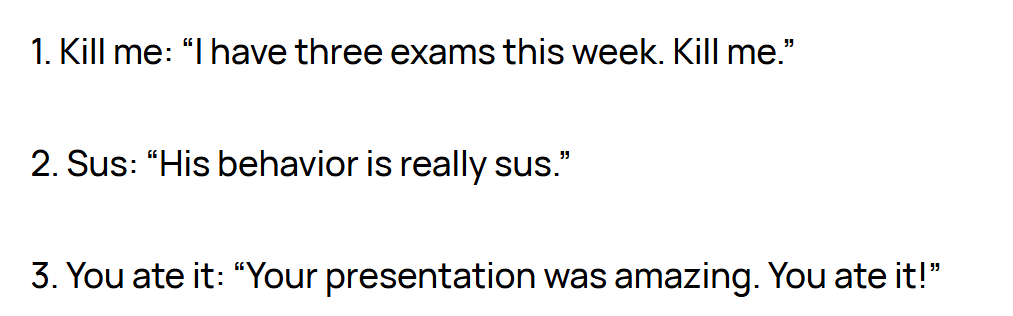 1. Kill me: “I have three exams this week. Kill me.”
2. Sus: “His behavior is really sus.”
3. You ate it: “Your presentation was amazing. You ate it!”